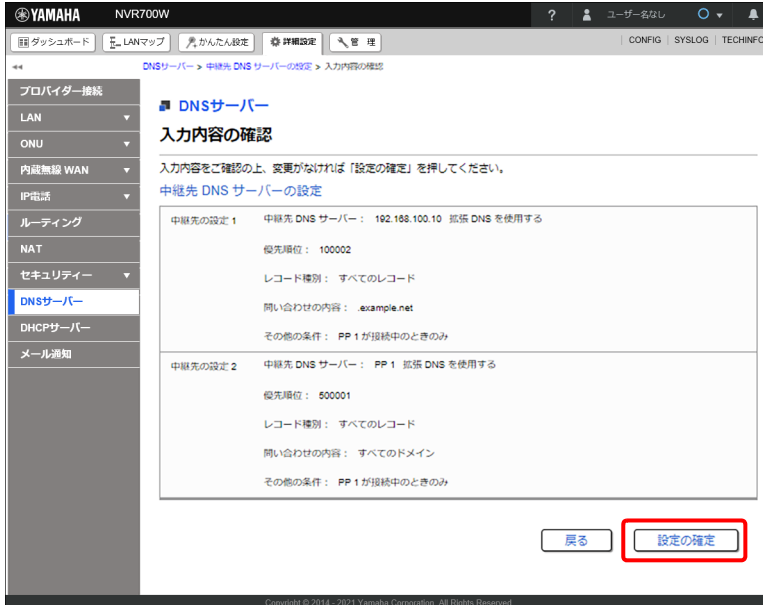 YAMAHA NVR700W ? ユーザーなし
ダッシュボード LANマップ かんたん設定 詳細設定 管 理 CONFIG SYSLOG TECHINFO
DNSサーバー > 中継先 DNS サーバーの設定 > 入力内容の確認
プロバイダー接続
LAN
ONU
内蔵無線 WAN
IP電話
ルーティング
NAT
セキュリティー
DNSサーバー
DHCPサーバー
メール通知
DNSサーバー
入力内容の確認
入力内容をご確認の上、変更がなければ「設定の確定」を押してください。
中継先 DNS サーバーの設定
中継先の設定 1 中継先 DNS サーバー： 192.168.100.10 拡張 DNS を使用する
優先順位： 100002
レコード種別： すべてのレコード
問い合わせの内容： .example.net
その他の条件： PP 1 が接続中のときのみ
中継先の設定 2 中継先 DNS サーバー： PP 1 拡張 DNS を使用する
優先順位： 500001
レコード種別： すべてのレコード
問い合わせの内容： すべてのドメイン
その他の条件： PP 1 が接続中のときのみ
戻る 設定の確定
Copyright © 2014 - 2021 Yamaha Corporation. All Rights Reserved.